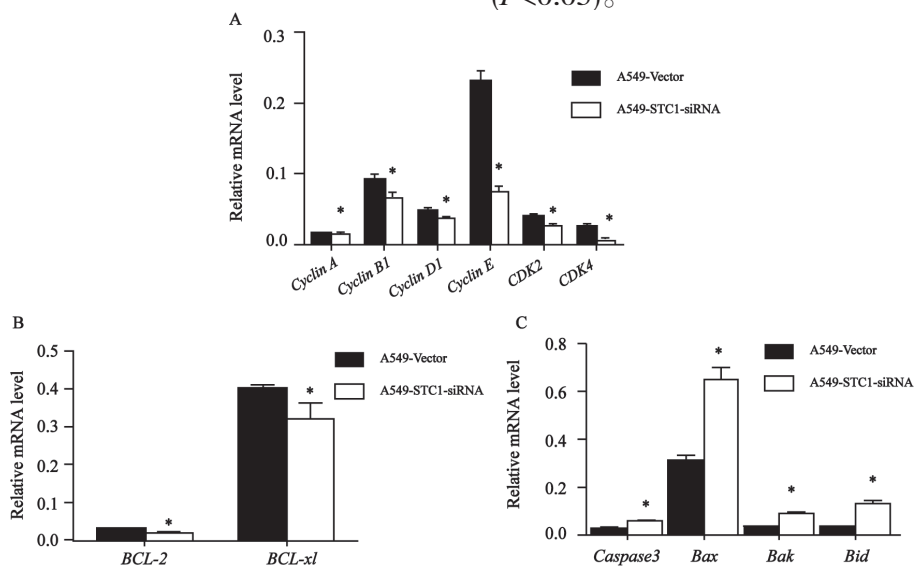 (P<0.05)。
A
Relative mRNA level
0.3
0.2
0.1
0.0
A549-Vector
A549-STC1-siRNA
*
*
*
*
*
*
Cyclin A
Cyclin B1
Cyclin D1
Cyclin E
CDK2
CDK4
B
Relative mRNA level
0.5
0.4
0.3
0.2
0.1
0.0
A549-Vector
A549-STC1-siRNA
*
*
BCL-2
BCL-xl
C
Relative mRNA level
0.8
0.6
0.4
0.2
0.0
A549-Vector
A549-STC1-siRNA
*
*
*
*
Caspase3
Bax
Bak
Bid